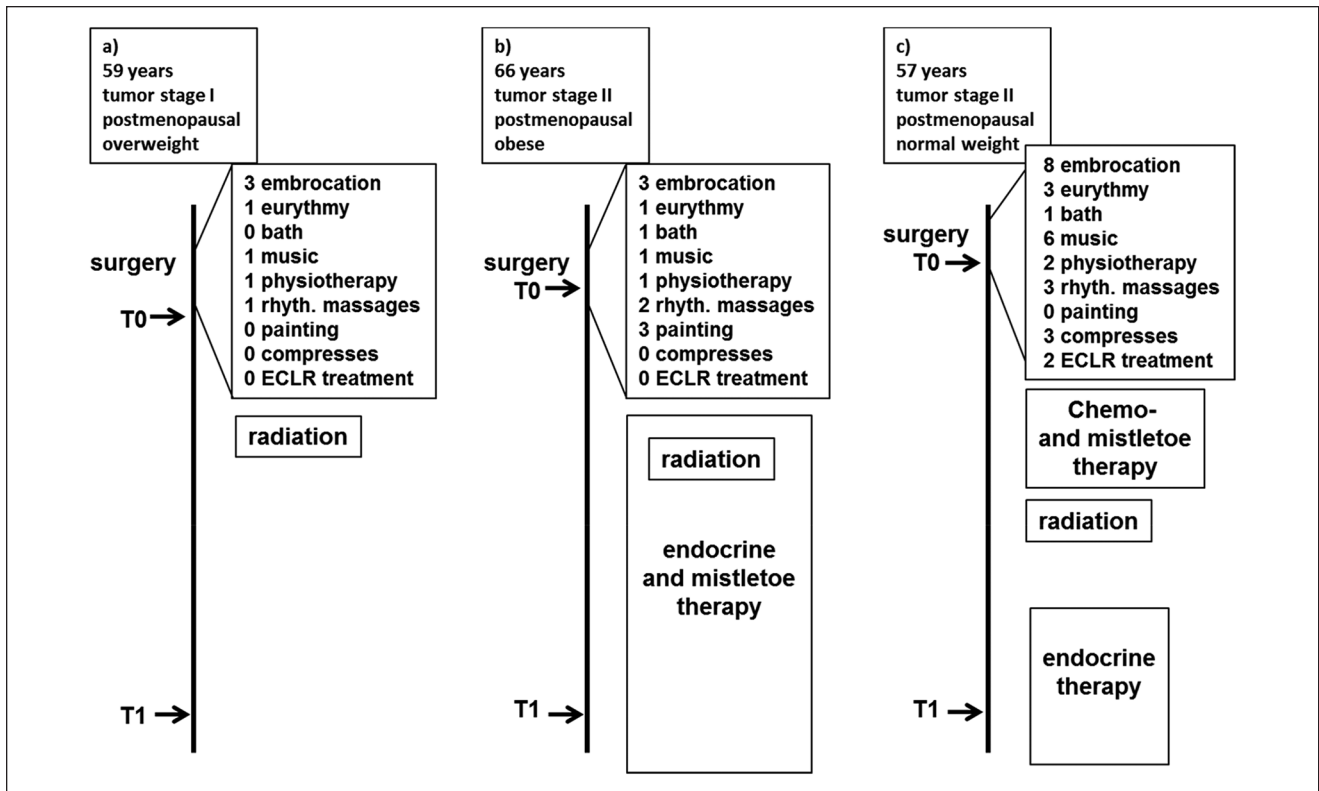 a)
59 years
tumor stage I
postmenopausal
overweight
3 embrocation
1 eurythmy
0 bath
1 music
1 physiotherapy
1 rhyth. massages
0 painting
0 compresses
0 ECLR treatment
surgery
T0
radiation
T1
b)
66 years
tumor stage II
postmenopausal
obese
3 embrocation
1 eurythmy
1 bath
1 music
1 physiotherapy
2 rhyth. massages
3 painting
0 compresses
0 ECLR treatment
surgery
T0
radiation
endocrine
and mistletoe
therapy
T1
c)
57 years
tumor stage II
postmenopausal
normal weight
8 embrocation
3 eurythmy
1 bath
6 music
2 physiotherapy
3 rhyth. massages
0 painting
3 compresses
2 ECLR treatment
surgery
T0
Chemo-
and mistletoe
therapy
radiation
endocrine
therapy
T1